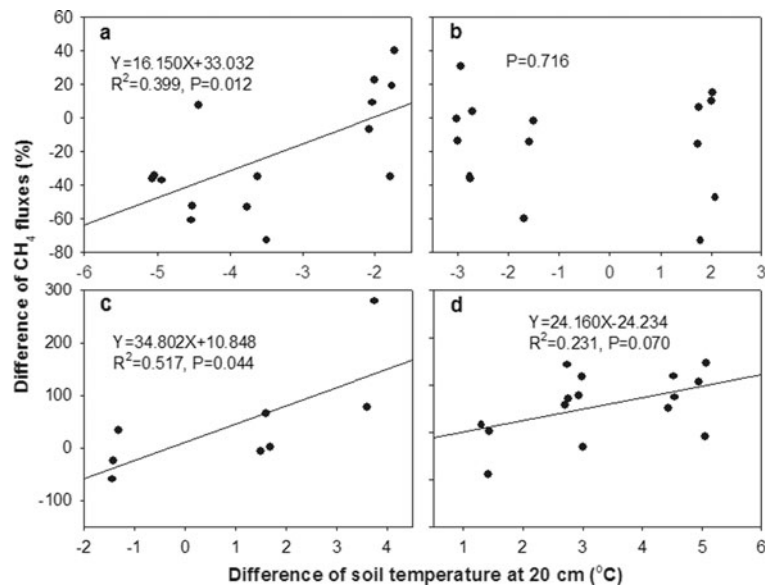 a
Y=16.150X+33.032
R²=0.399, P=0.012
60
40
20
0
-20
-40
-60
-80
-6
-5
-4
-3
-2
b
P=0.716
-3
-2
-1
0
1
2
3
Difference of CH₄ fluxes (%)
c
Y=34.802X+10.848
R²=0.517, P=0.044
300
200
100
0
-100
-2
-1
0
1
2
3
4
d
Y=24.160X-24.234
R²=0.231, P=0.070
1
2
3
4
5
6
Difference of soil temperature at 20 cm (°C)